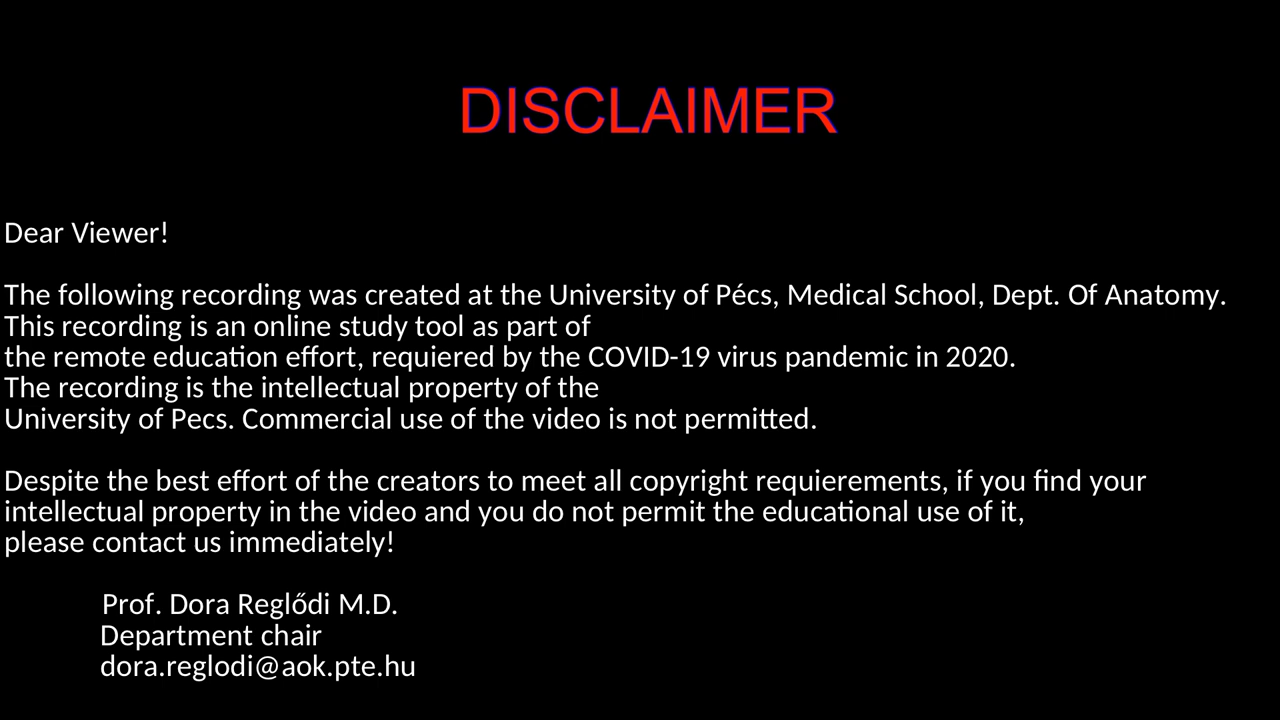 DISCLAIMER
Dear Viewer!
The following recording was created at the University of Pécs, Medical School, Dept. Of Anatomy.
This recording is an online study tool as part of
the remote education effort, requiered by the COVID-19 virus pandemic in 2020.
The recording is the intellectual property of the
University of Pecs. Commercial use of the video is not permitted.
Despite the best effort of the creators to meet all copyright requierements, if you find your
intellectual property in the video and you do not permit the educational use of it,
please contact us immediately!
Prof. Dora Reglődi M.D.
Department chair
dora.reglodi@aok.pte.hu